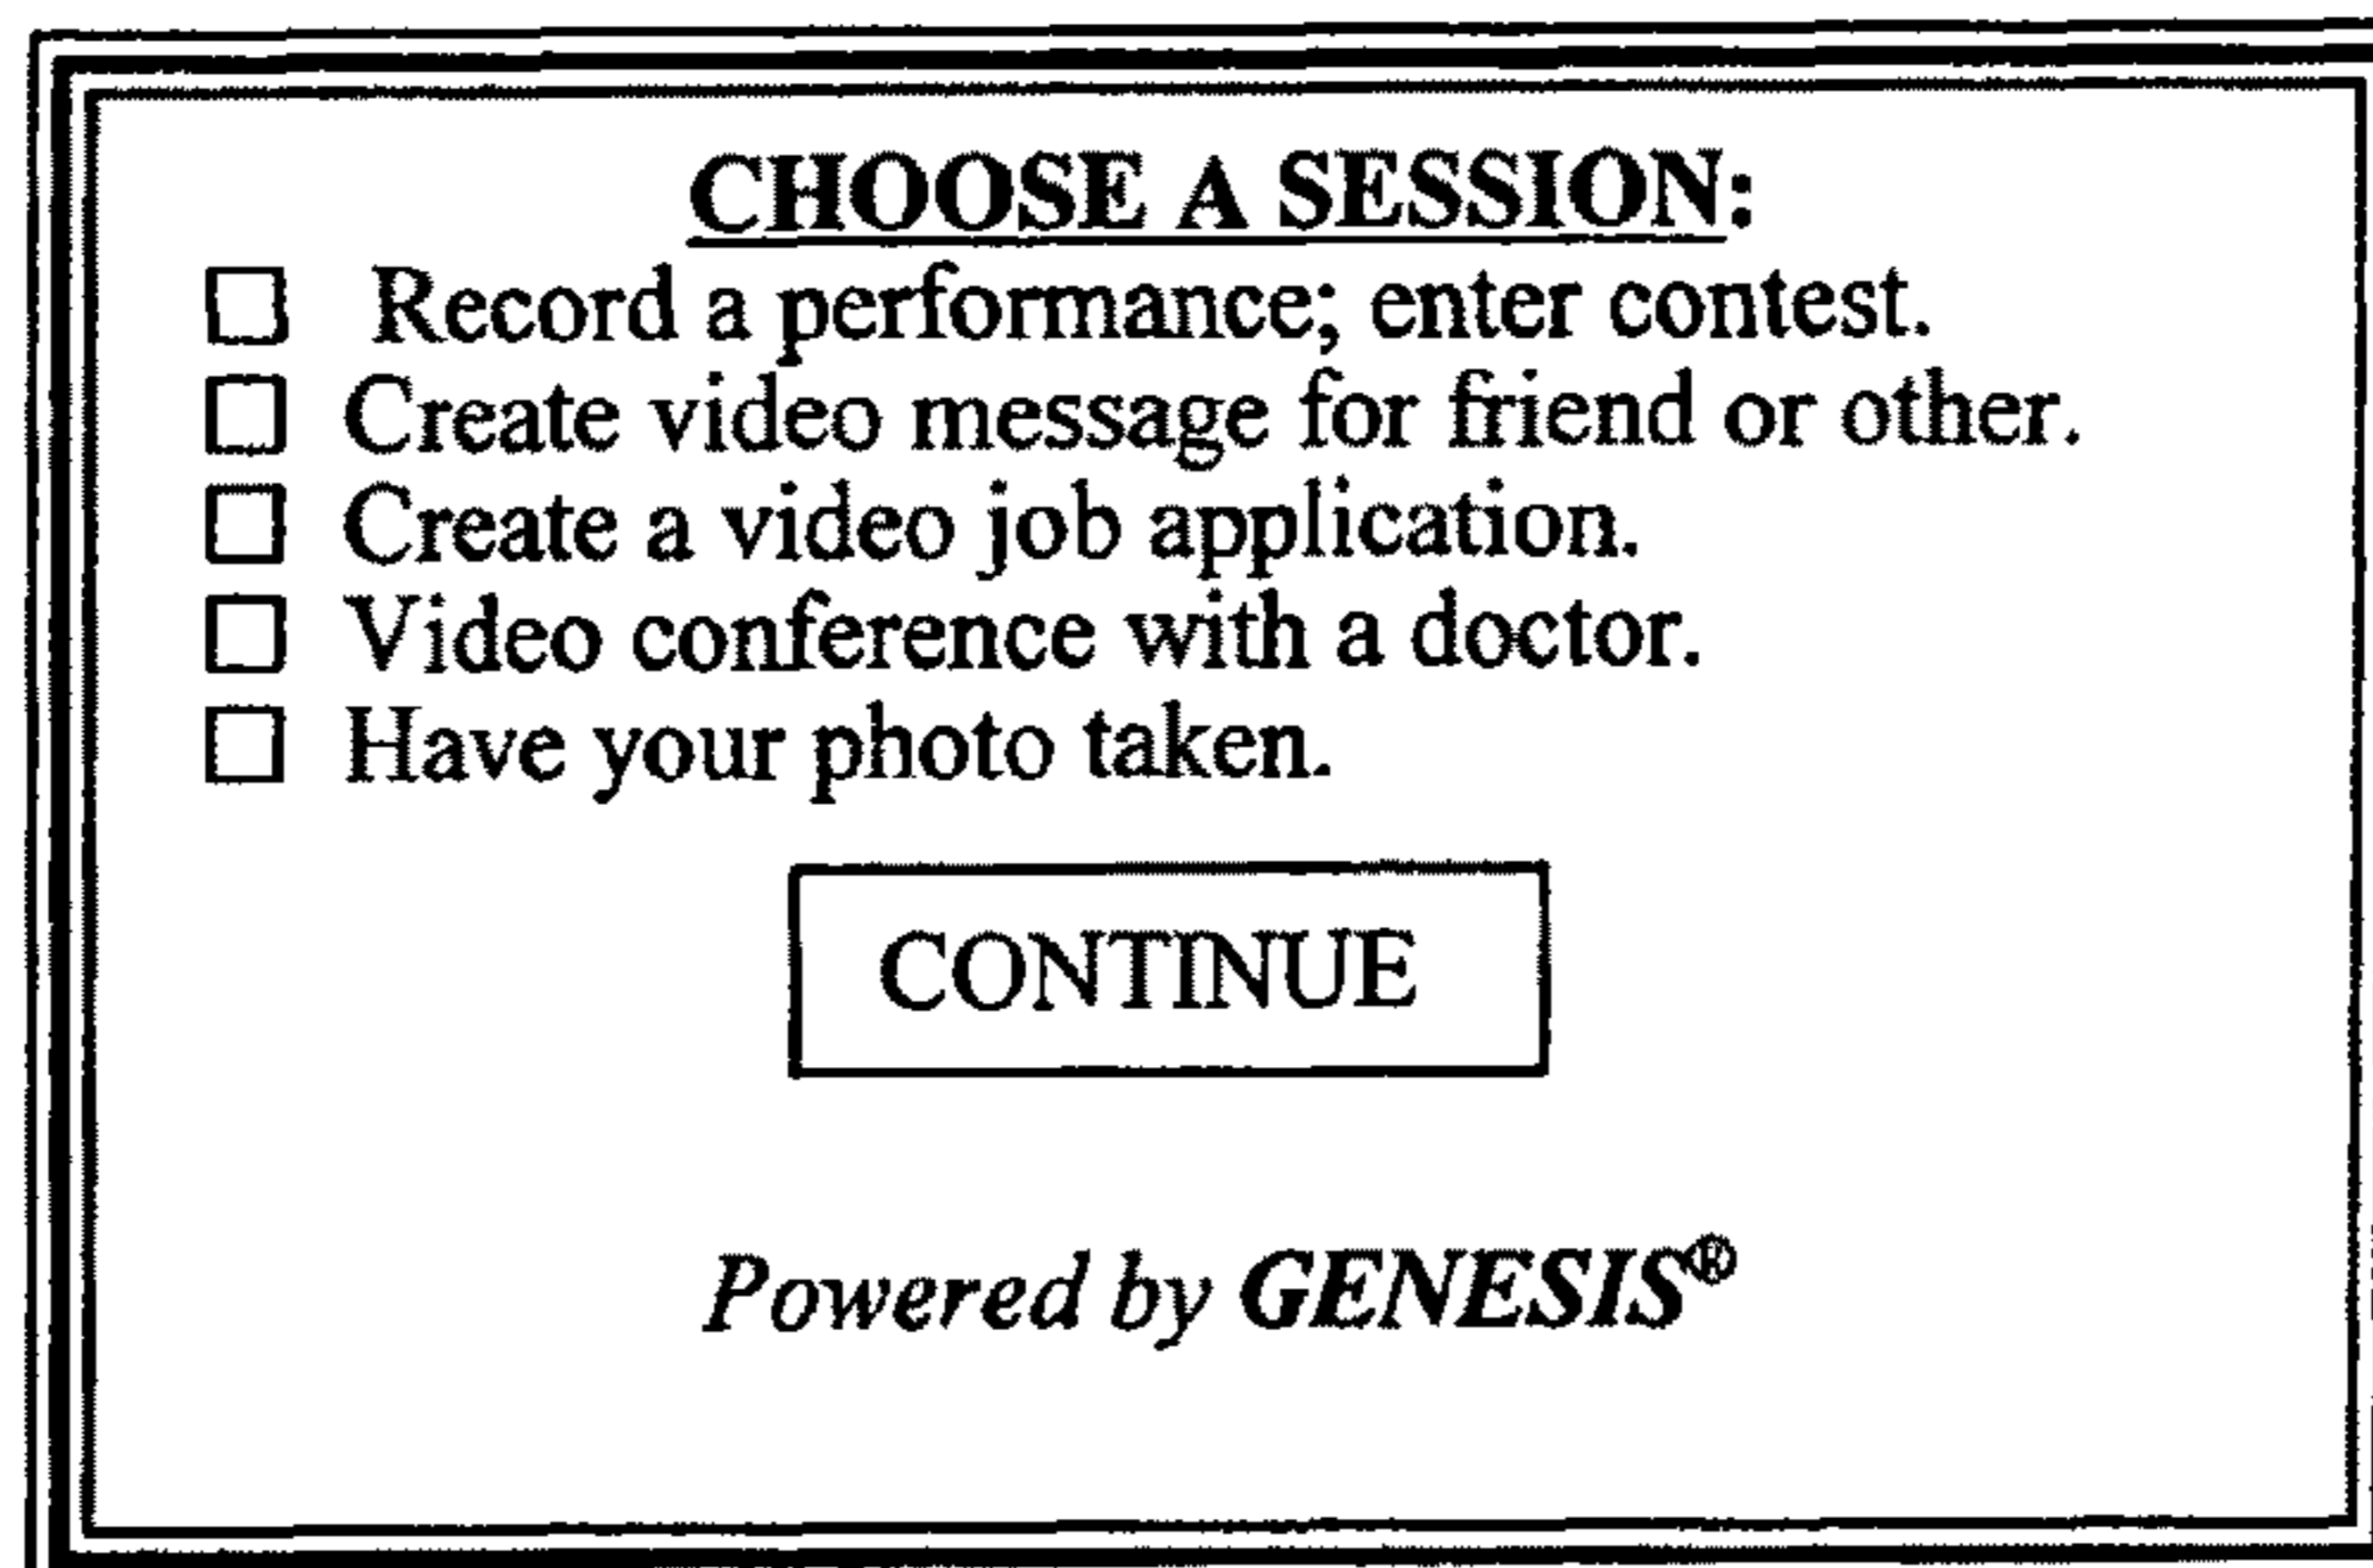 CHOOSE A SESSION:
☐ Record a performance; enter contest.
☐ Create video message for friend or other.
☐ Create a video job application.
☐ Video conference with a doctor.
☐ Have your photo taken.
CONTINUE
Powered by GENESIS®